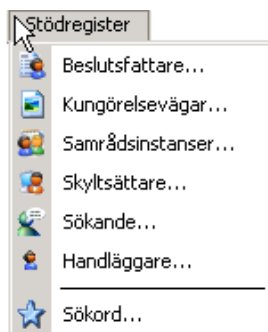 Stödregister
Beslutsfattare...
Kungörelsevägar...
Samrådsinstanser...
Skyltsättare...
Sökande...
Handläggare...
Sökord...